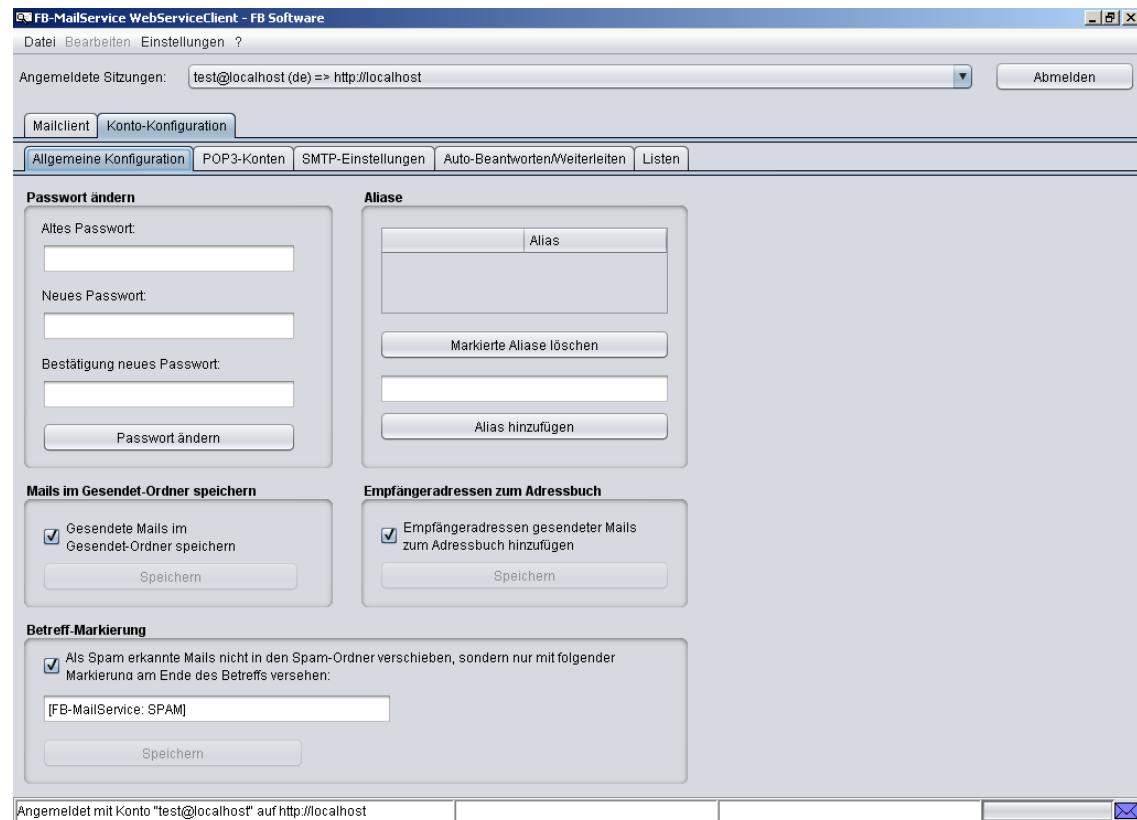 FB-MailService WebServiceClient - FB Software
Datei Bearbeiten Einstellungen ?
Angemeldete Sitzungen: test@localhost (de) => http://localhost Abmelden
Mailclient Konto-Konfiguration
Allgemeine Konfiguration POP3-Konten SMTP-Einstellungen Auto-Beantworten/Weiterleiten Listen
Passwort ändern
Altes Passwort:
Neues Passwort:
Bestätigung neues Passwort:
Passwort ändern
Aliase
Alias
Markierte Aliase löschen
Alias hinzufügen
Mails im Gesendet-Ordner speichern
Gesendete Mails im
Gesendet-Ordner speichern
Speichern
Empfängeradressen zum Adressbuch
Empfängeradressen gesendeter Mails
zum Adressbuch hinzufügen
Speichern
Betreff-Markierung
Als Spam erkannte Mails nicht in den Spam-Ordner verschieben, sondern nur mit folgender
Markierung am Ende des Betreffs versehen:
[FB-MailService: SPAM]
Speichern
Angemeldet mit Konto "test@localhost" auf http://localhost